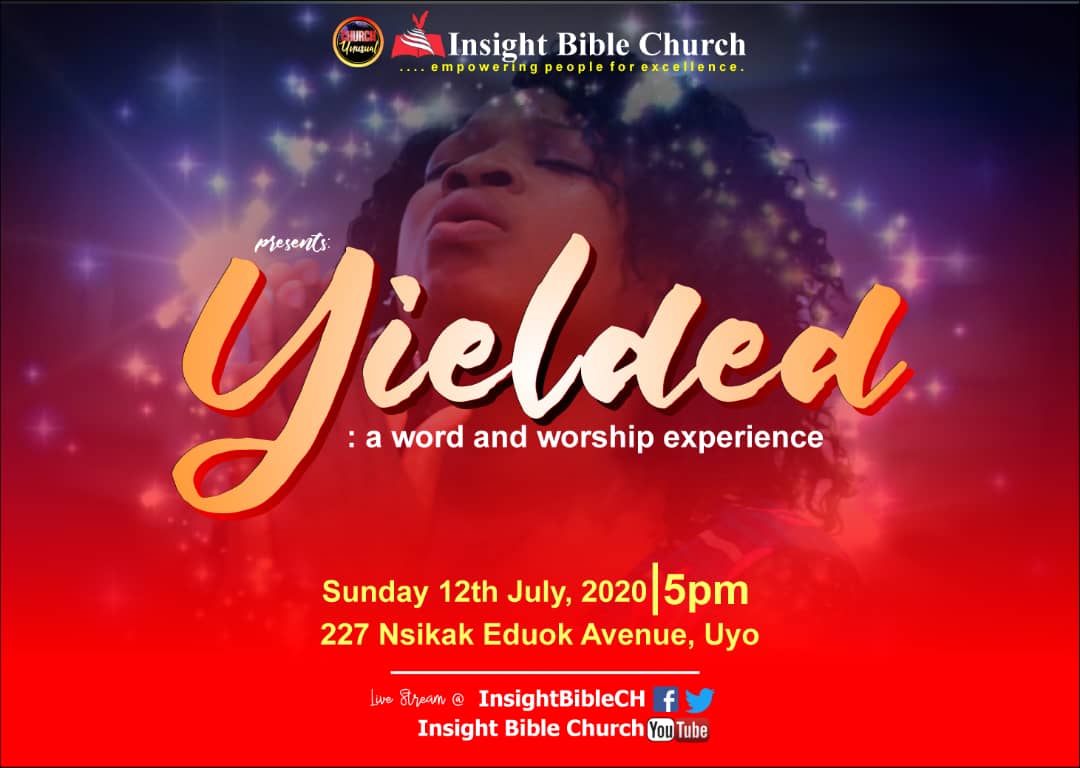 CHURCH
Unusual
Insight Bible Church
.... empowering people for excellence.
presents:
Yielded
: a word and worship experience
Sunday 12th July, 2020|5pm
227 Nsikak Eduok Avenue, Uyo
Live Stream @ InsightBibleCH f
Insight Bible Church YouTube